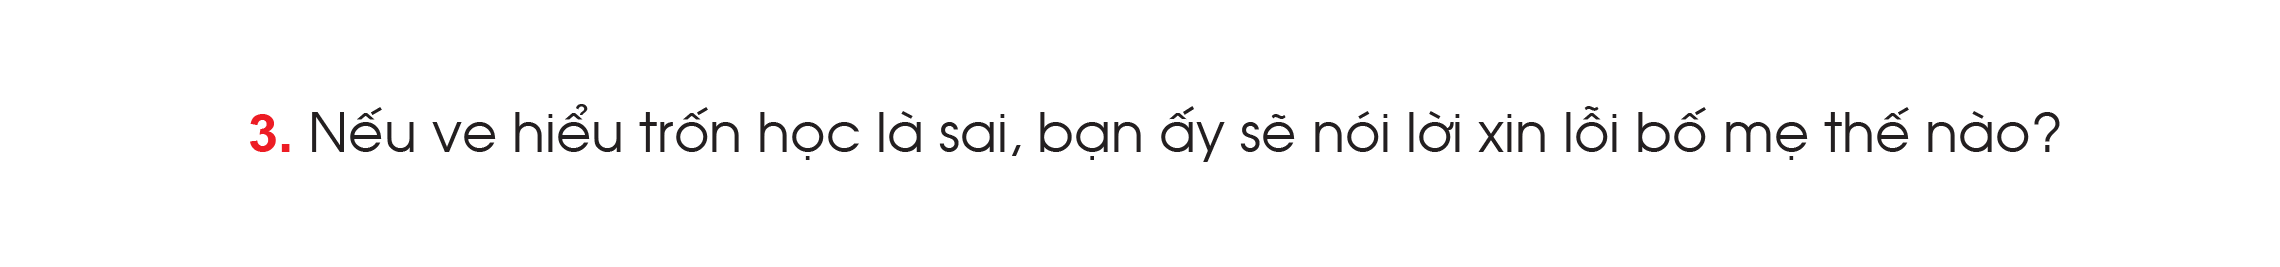 3. Nếu ve hiểu trốn học là sai, bạn ấy sẽ nói lời xin lỗi bố mẹ thế nào?